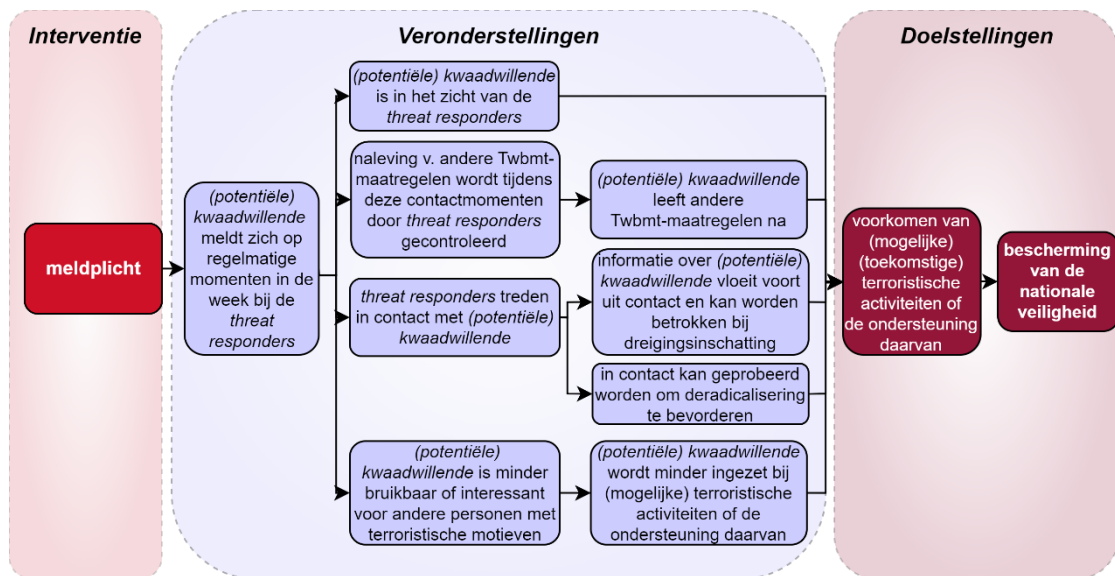 Interventie
Veronderstellingen
Doelstellingen
meldplicht
(potentiële)
kwaadwillende
meldt zich op
regelmatige
momenten in de
week bij de
threat
responders
(potentiële) kwaadwillende
is in het zicht van de
threat responders
naleving v. andere Twbmt-
maatregelen wordt tijdens
deze contactmomenten
door threat responders
gecontroleerd
(potentiële) kwaadwillende
leeft andere
Twbmt-maatregelen na
threat responders treden
in contact met (potentiële)
kwaadwillende
informatie over (potentiële)
kwaadwillende vloeit voort
uit contact en kan worden
betrokken bij
dreigingsinschatting
in contact kan geprobeerd
worden om deradicalisering
te bevorderen
(potentiële)
kwaadwillende is minder
bruikbaar of interessant
voor andere personen met
terroristische motieven
(potentiële) kwaadwillende
wordt minder ingezet bij
(mogelijke) terroristische
activiteiten of de
ondersteuning daarvan
voorkomen van
(mogelijke)
(toekomstige)
terroristische
activiteiten of
de ondersteuning
daarvan
bescherming
van de
nationale
veiligheid